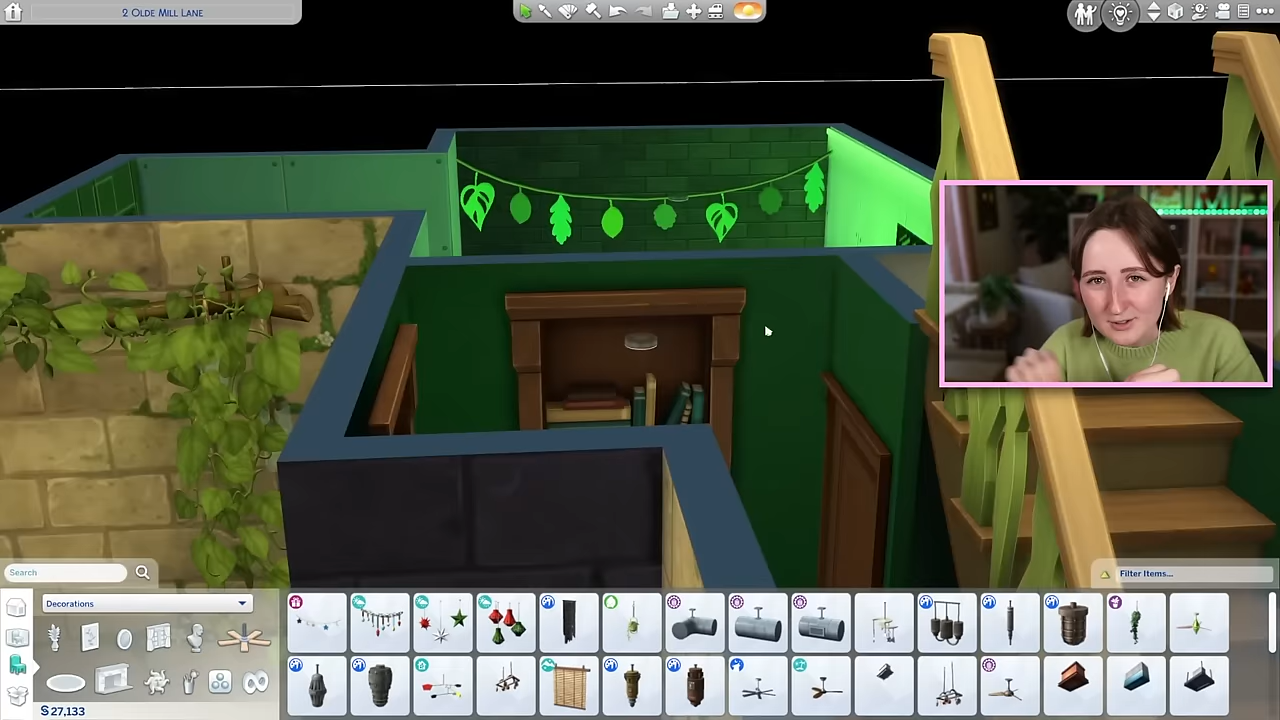 2 OLDE MILL LANE
Search
Filter Items...
Decorations
$27,133